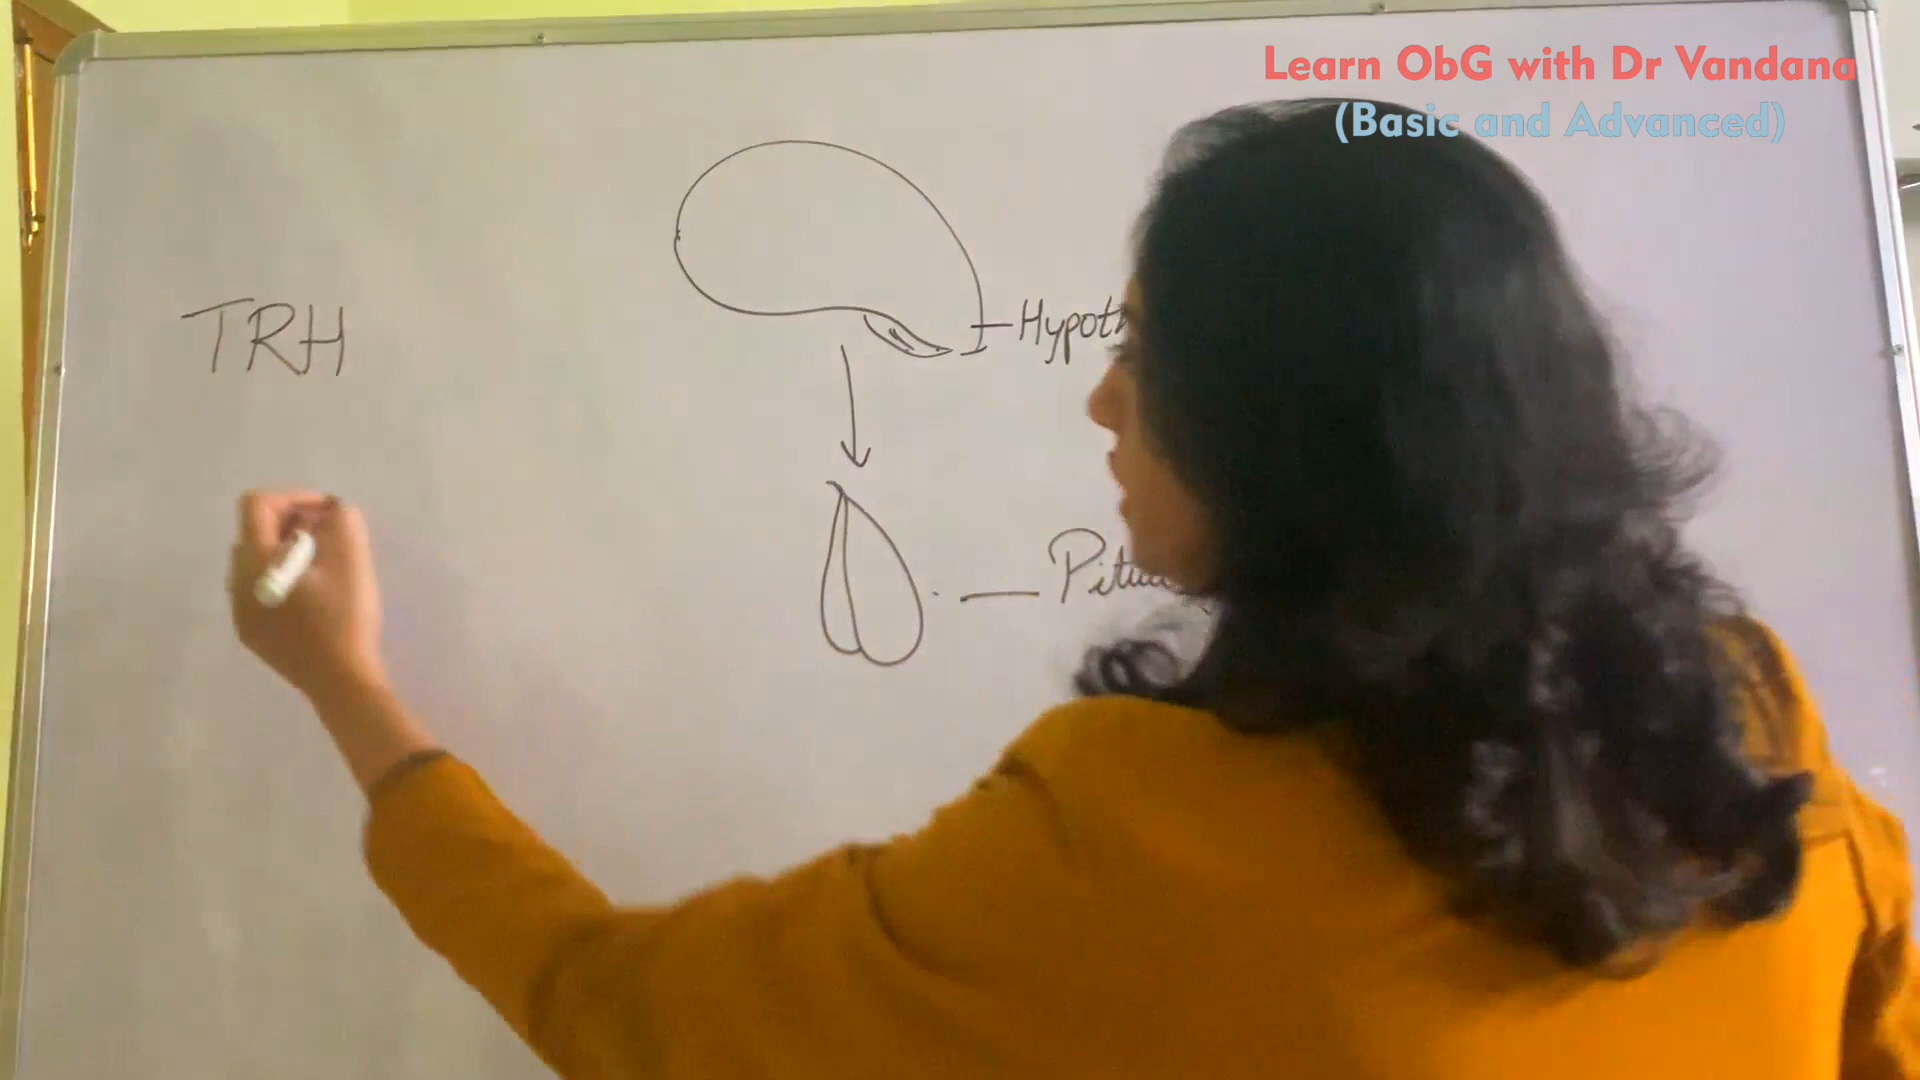 Learn ObG with Dr Vandana
(Basic and Advanced)
TRH
Hypoth
Pitu